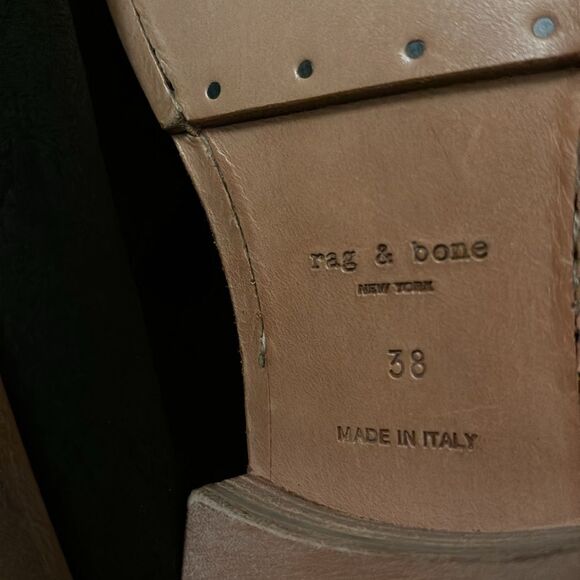 rag & bone
NEW YORK
38
MADE IN ITALY